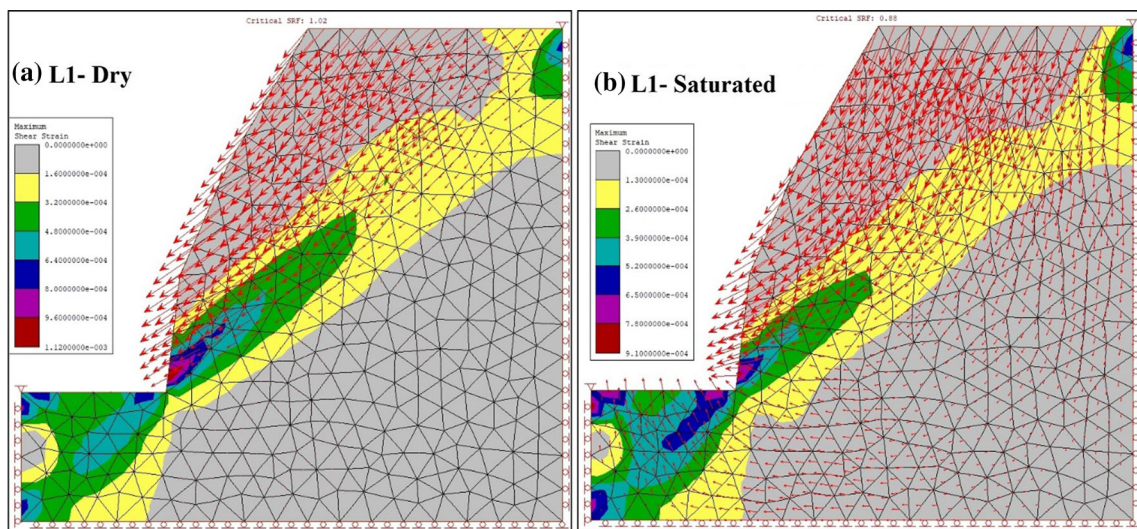 Critical SRF: 1.02
(a) L1- Dry
Maximum
Shear Strain
0.0000000e+000
1.6000000e-004
3.2000000e-004
4.8000000e-004
6.4000000e-004
8.0000000e-004
9.6000000e-004
1.1200000e-003
Critical SRF: 0.88
(b) L1- Saturated
Maximum
Shear Strain
0.0000000e+000
1.3000000e-004
2.6000000e-004
3.9000000e-004
5.2000000e-004
6.5000000e-004
7.8000000e-004
9.1000000e-004